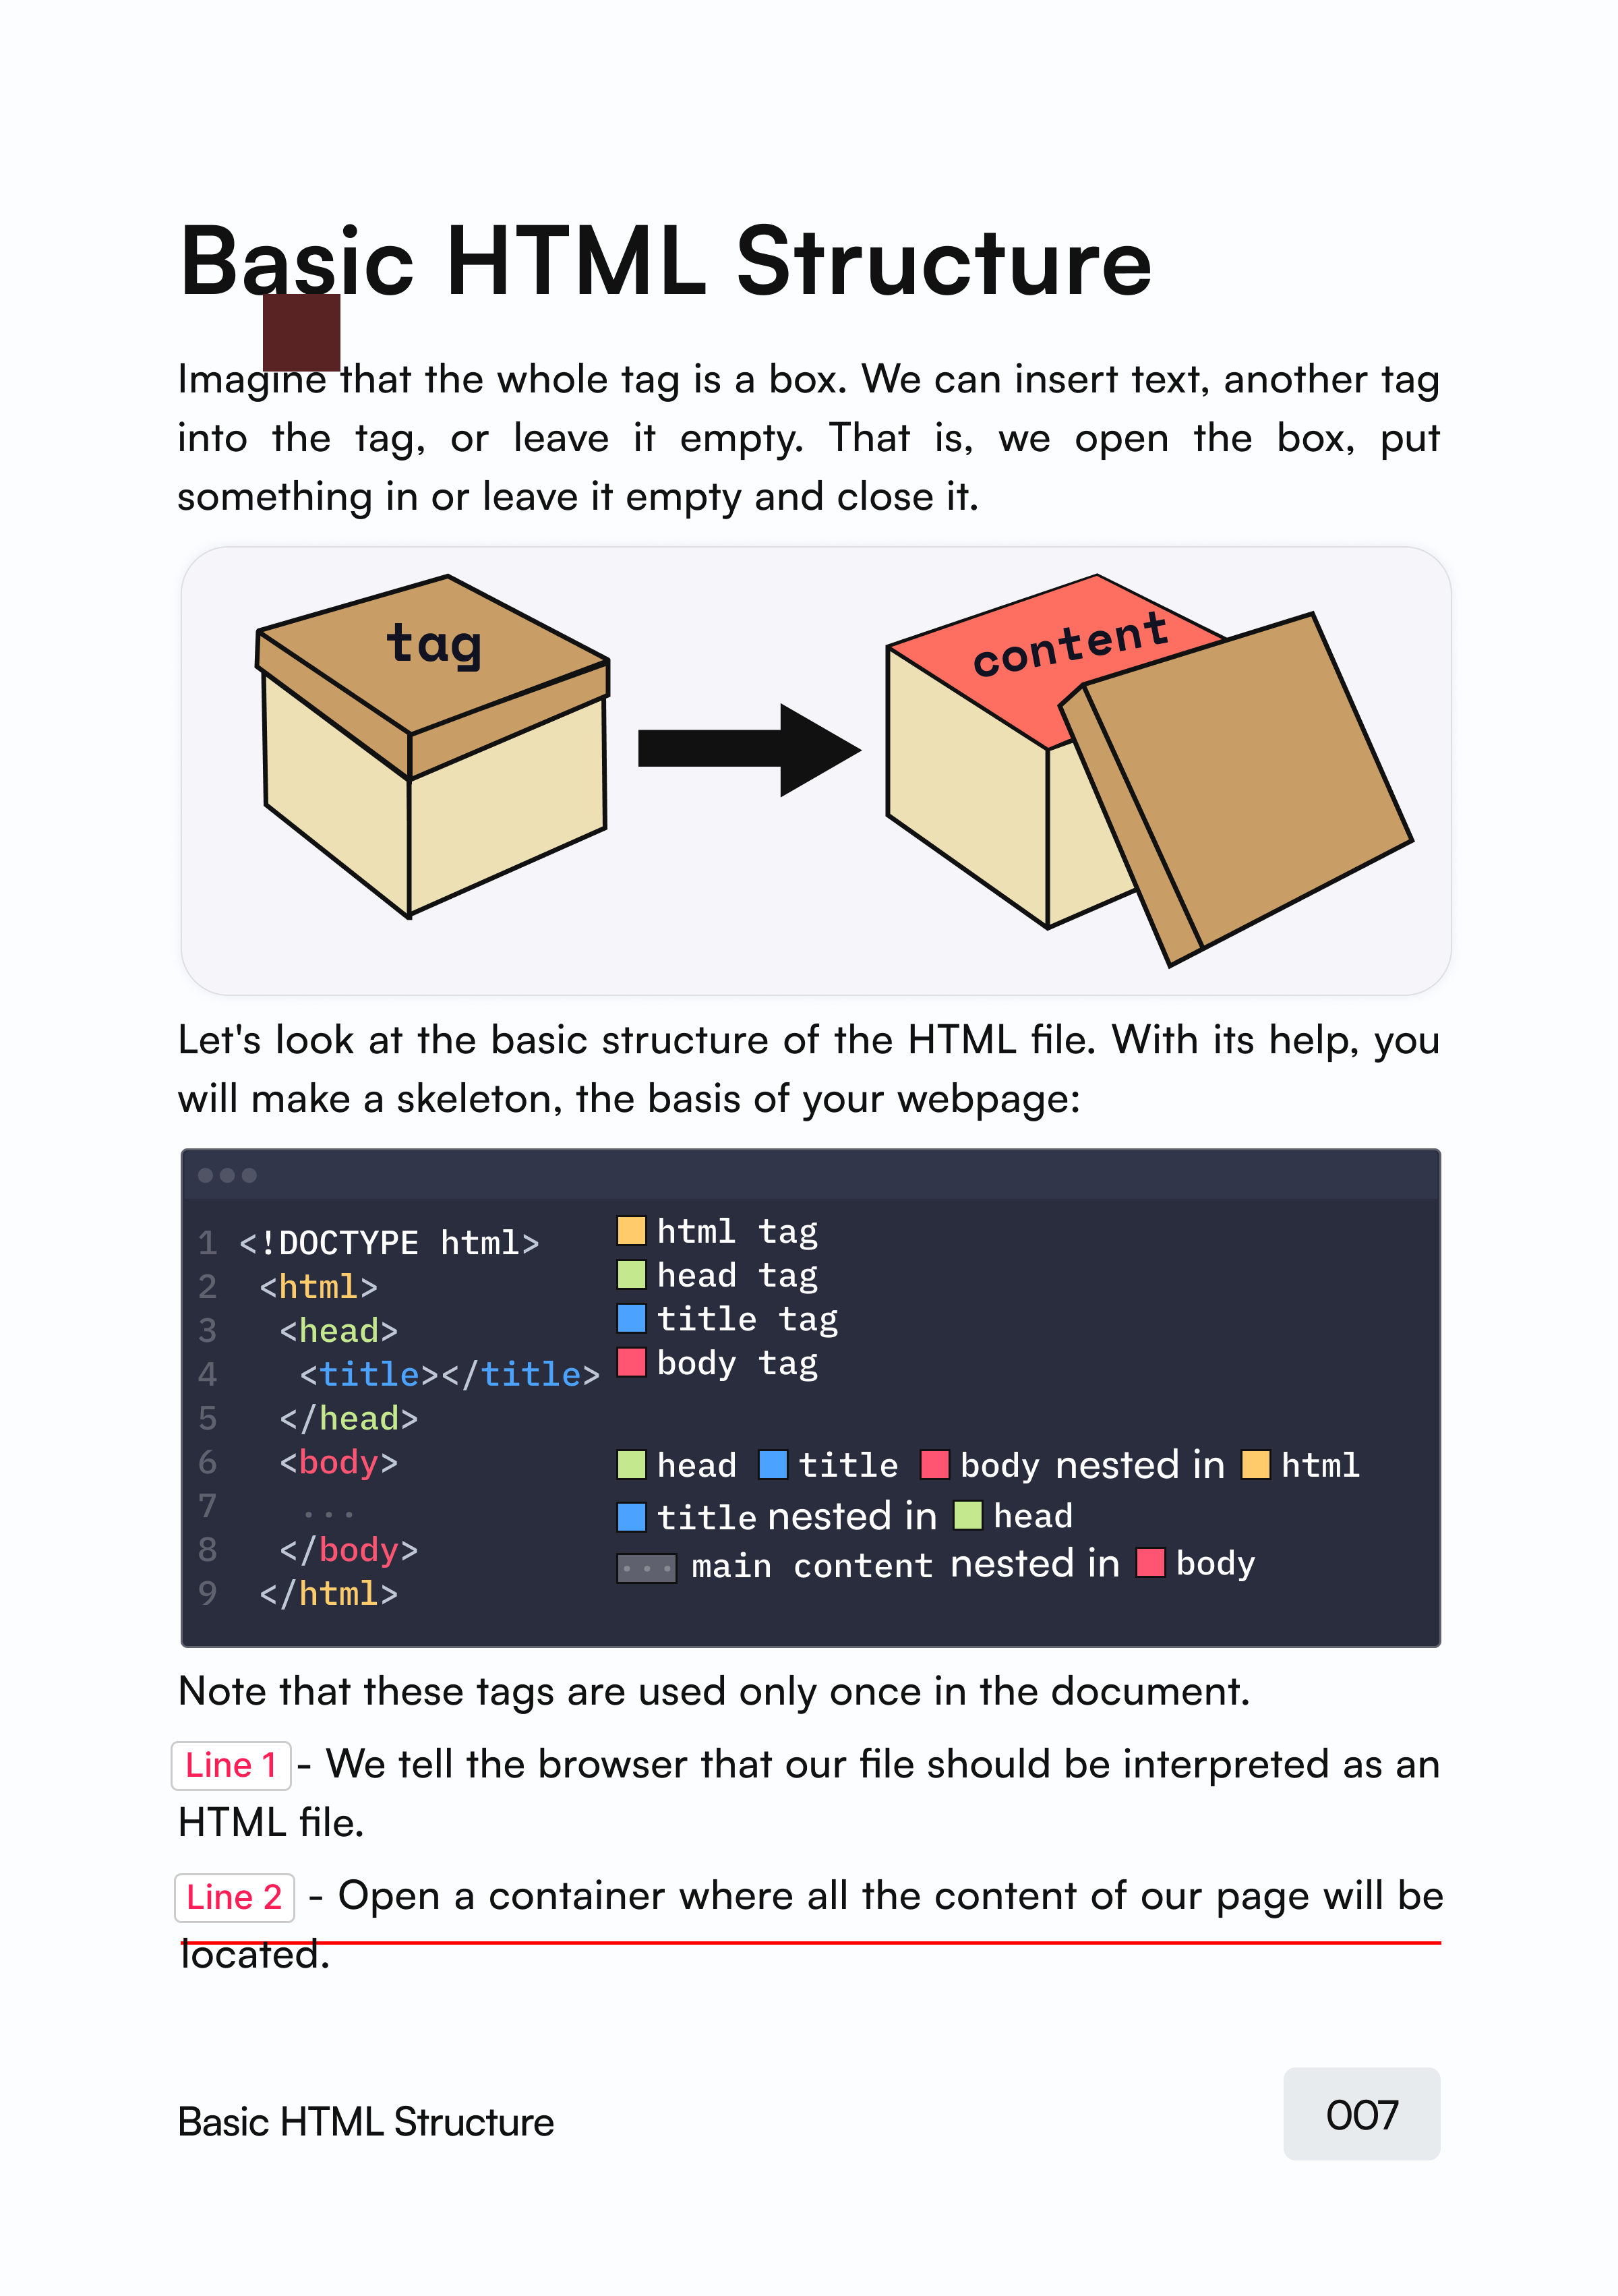 Basic HTML Structure
Imagine that the whole tag is a box. We can insert text, another tag
into the tag, or leave it empty. That is, we open the box, put
something in or leave it empty and close it.
tag
content
Let's look at the basic structure of the HTML file. With its help, you
will make a skeleton, the basis of your webpage:
1 <!DOCTYPE html>
2 <html>
3 <head>
4 <title></title>
5 </head>
6 <body>
7 ...
8 </body>
9 </html>
html tag
head tag
title tag
body tag
head title body nested in html
title nested in head
... main content nested in body
Note that these tags are used only once in the document.
Line 1 - We tell the browser that our file should be interpreted as an
HTML file.
Line 2 - Open a container where all the content of our page will be
located.
Basic HTML Structure
007